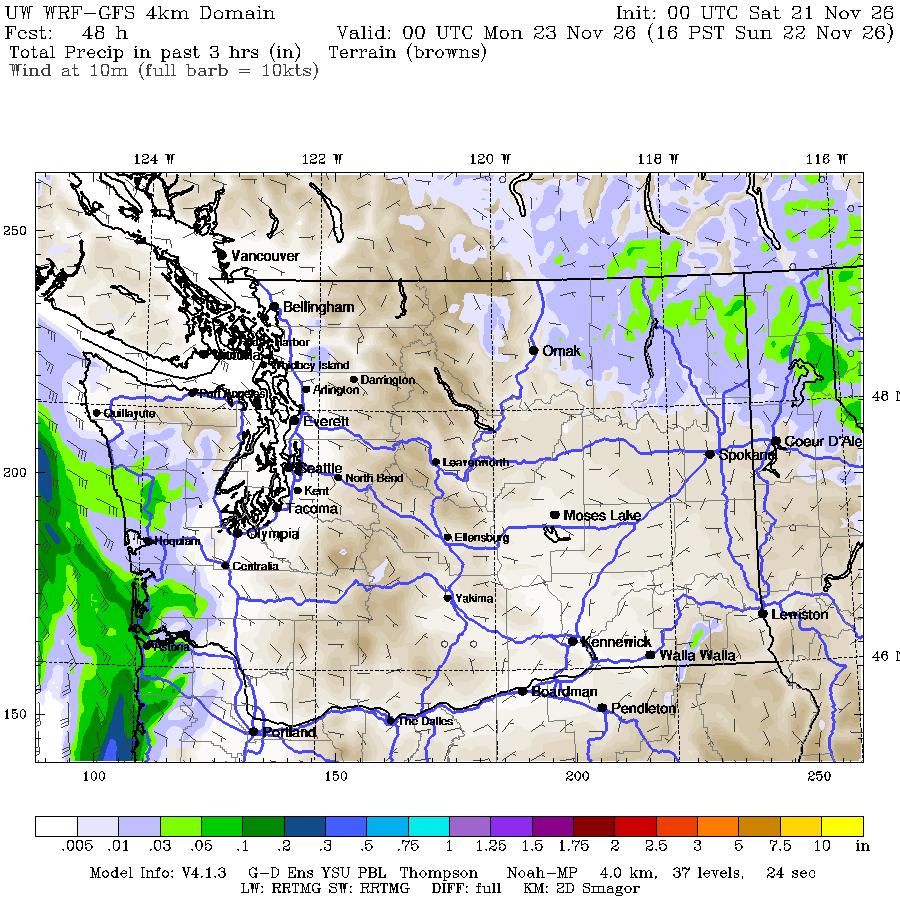 UW WRF-GFS 4km Domain Init: 00 UTC Sat 21 Nov 26
Fcst: 48 h Valid: 00 UTC Mon 23 Nov 26 (16 PST Sun 22 Nov 26)
Total Precip in past 3 hrs (in) Terrain (browns)
Wind at 10m (full barb = 10kts)
124 W 122 W 120 W 118 W 116 W
250
Vancouver
Bellingham
Harbor
Omak
Whidbey Island
Darrington
Arlington
Port Angeles
48 N
Quillayute
Everett
Coeur D'Ale
Spokane
Leavenworth
200
Seattle
North Bend
Kent
Tacoma
Moses Lake
Olympia
Ellensburg
Hoquiam
Centralia
Yakima
Lewiston
Kennewick
Astoria
Walla Walla
46 N
Boardman
Pendleton
150
The Dalles
Portland
100 150 200 250
.005 .01 .03 .05 .1 .2 .3 .5 .75 1 1.25 1.5 1.75 2 2.5 3 5 7.5 10 in
Model Info: V4.1.3 G-D Ens YSU PBL Thompson Noah-MP 4.0 km, 37 levels, 24 sec
LW: RRTMG SW: RRTMG DIFF: full KM: 2D Smagor